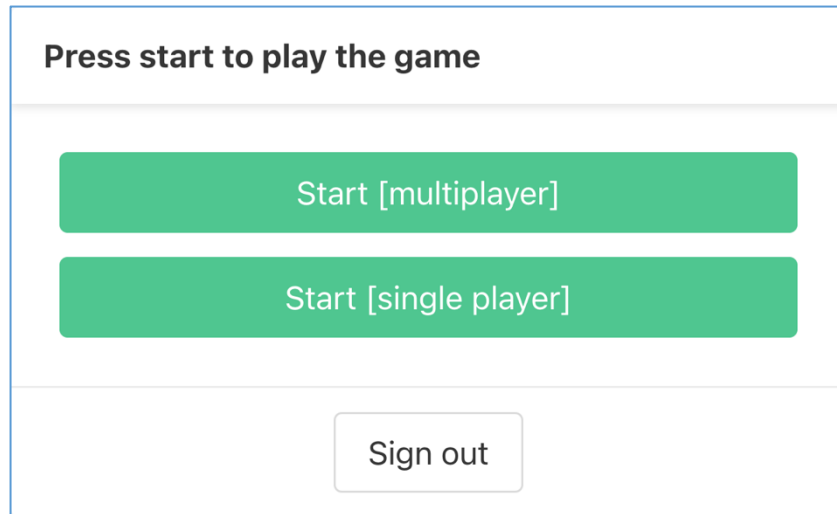 Press start to play the game
Start [multiplayer]
Start [single player]
Sign out